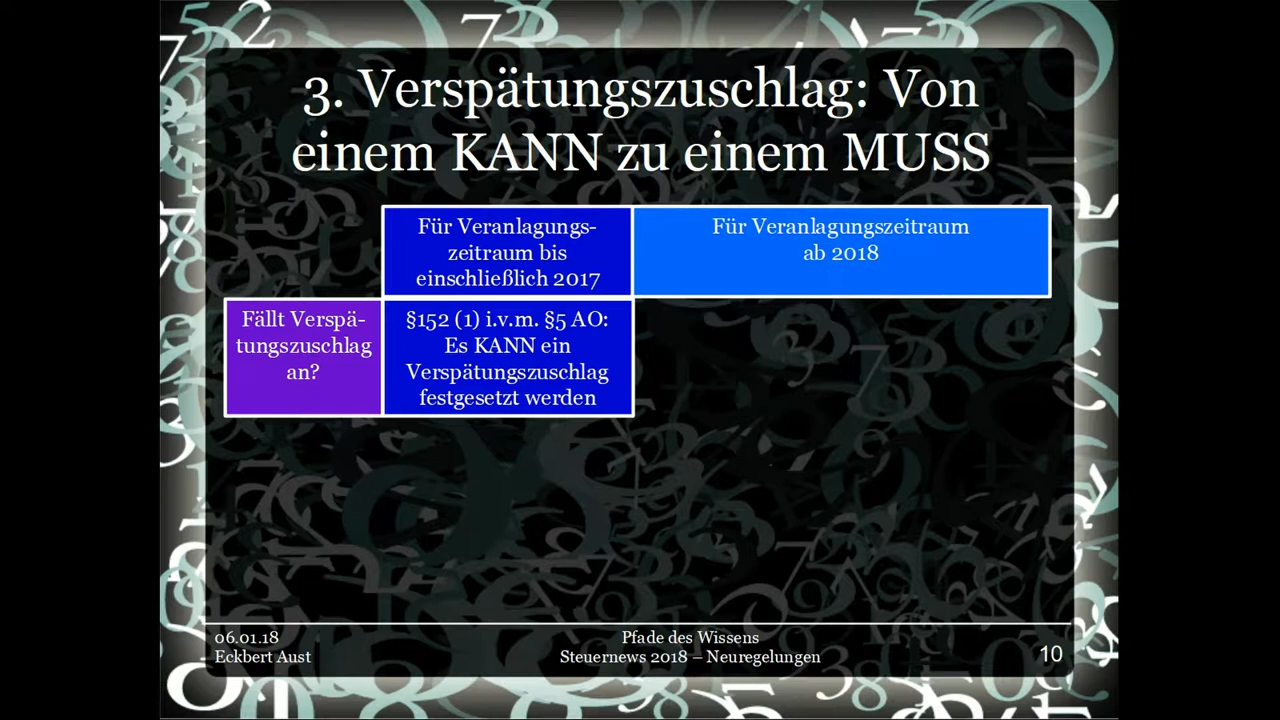 3. Verspätungszuschlag: Von
einem KANN zu einem MUSS
Für Veranlagungs-
zeitraum bis
einschließlich 2017
Für Veranlagungszeitraum
ab 2018
Fällt Verspä-
tungszuschlag
an?
§152 (1) i.v.m. §5 AO:
Es KANN ein
Verspätungszuschlag
festgesetzt werden
06.01.18
Eckbert Aust
Pfade des Wissens
Steuernews 2018 – Neuregelungen
10